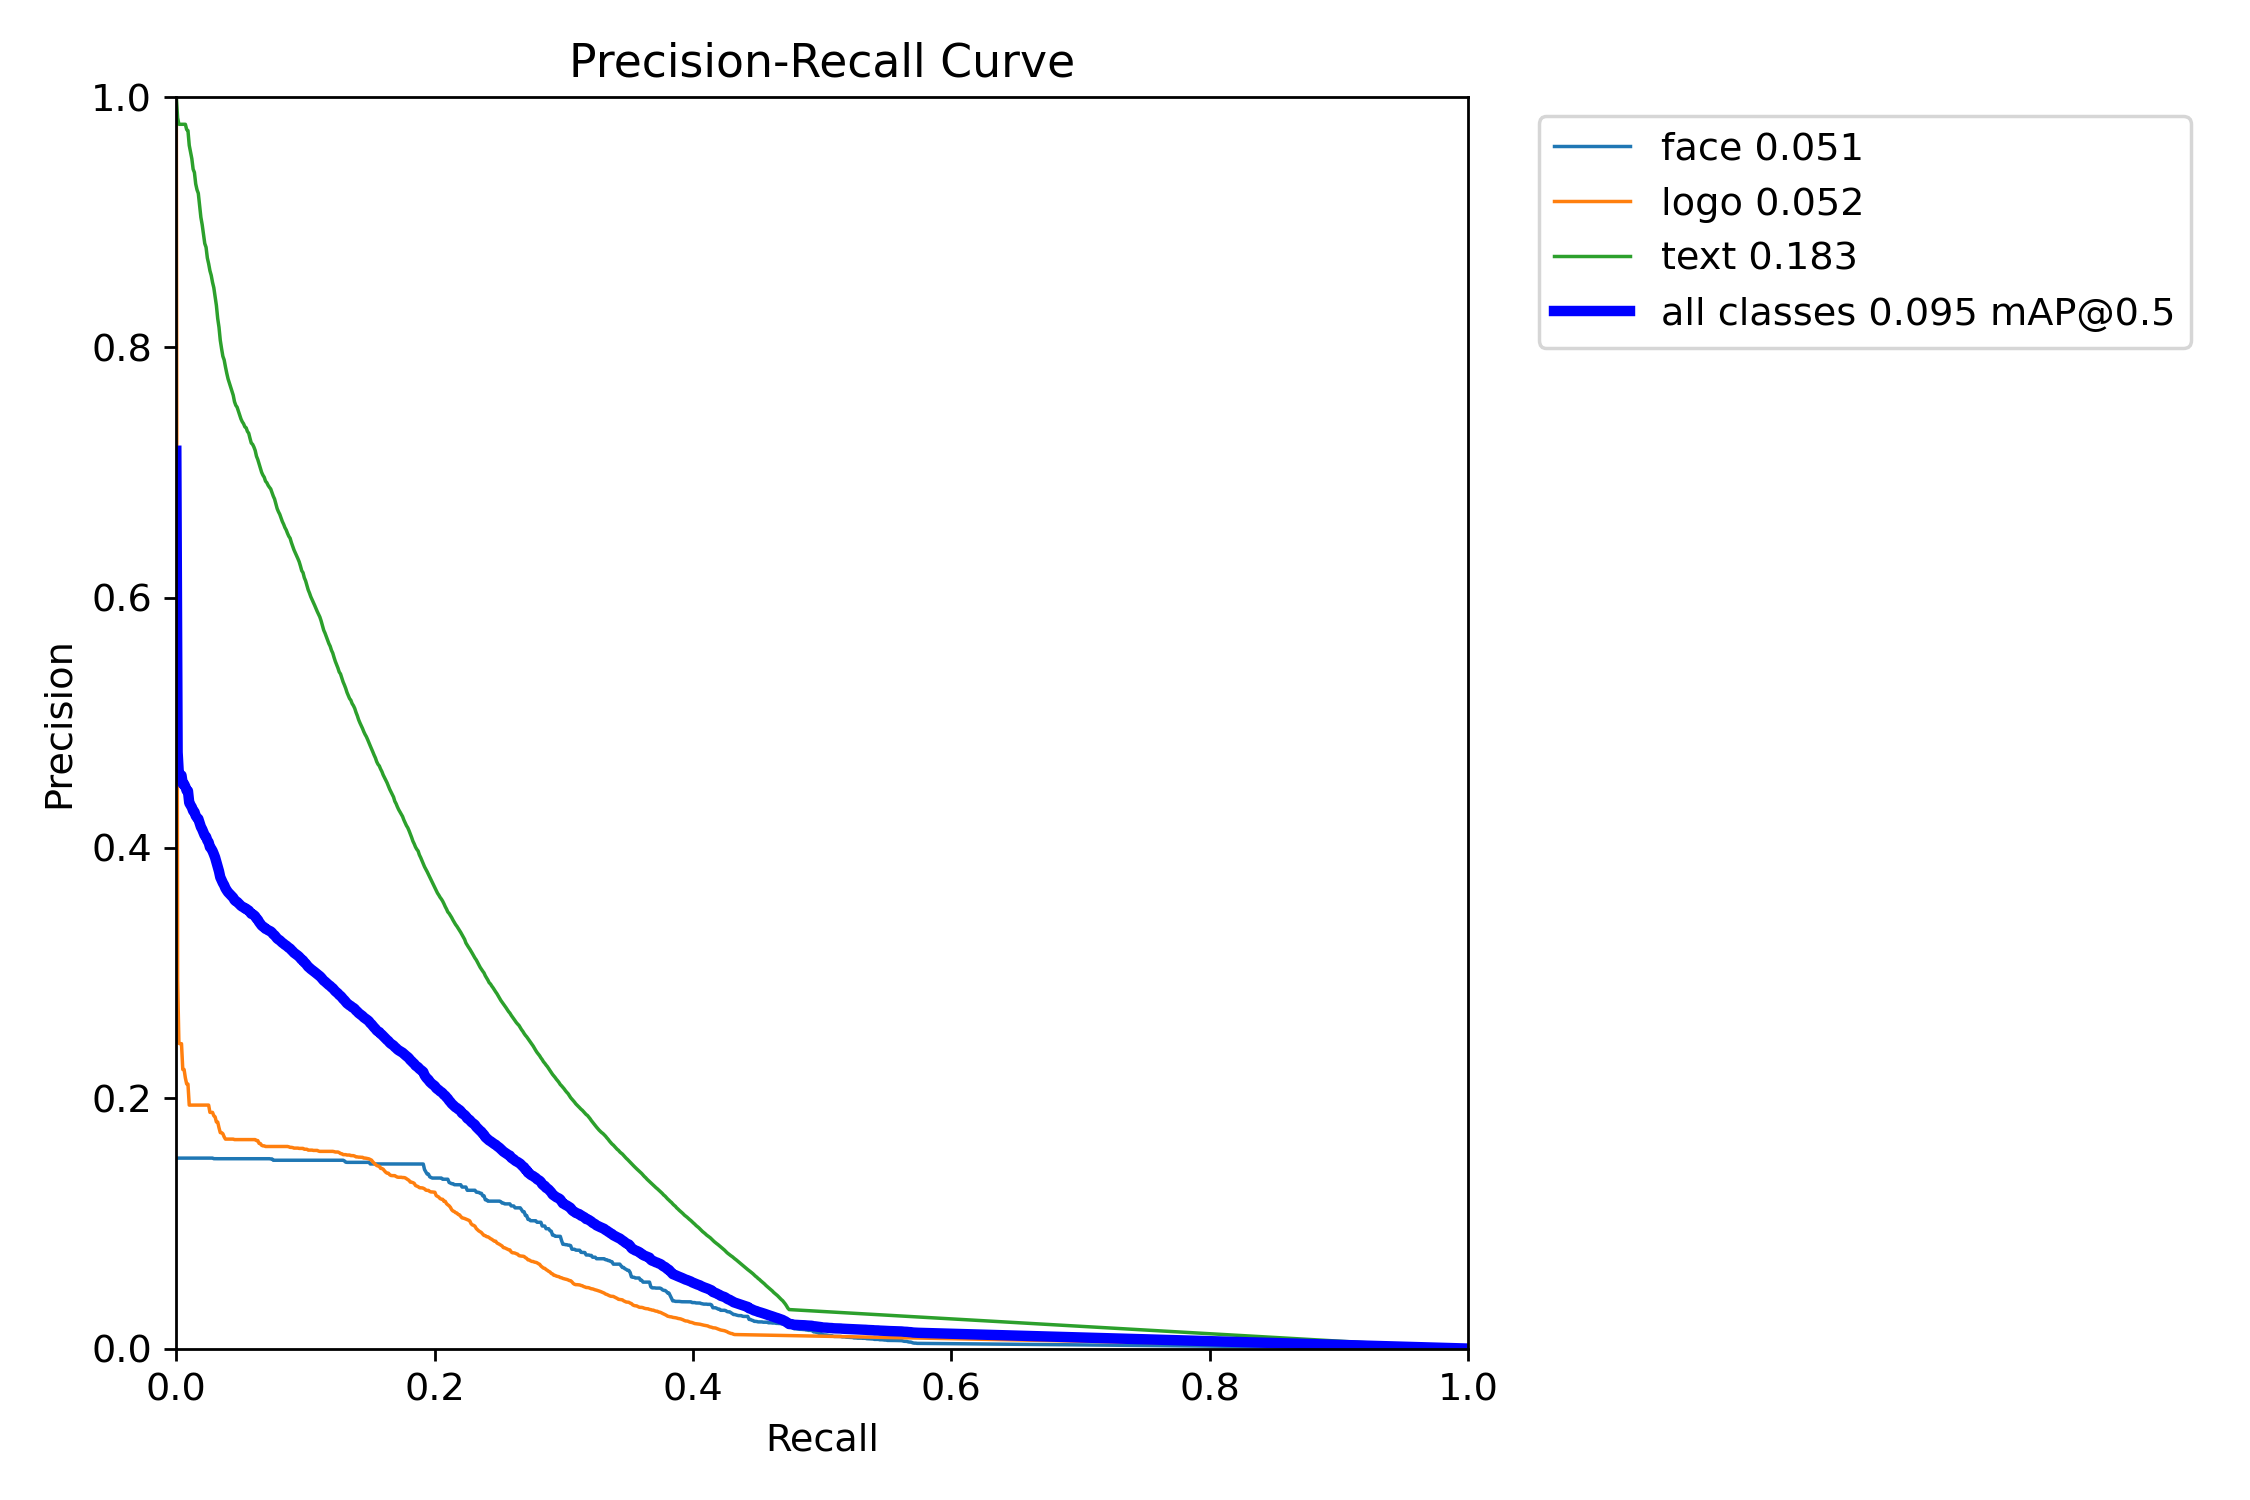 Precision-Recall Curve
1.0
0.8
0.6
0.4
0.2
0.0
Precision
0.0 0.2 0.4 0.6 0.8 1.0
Recall
face 0.051
logo 0.052
text 0.183
all classes 0.095 mAP@0.5